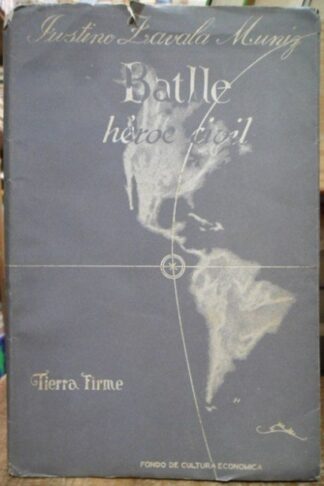 Justino Zavala Muniz
Batlle
héroe civil
Tierra Firme
FONDO DE CULTURA ECONOMICA